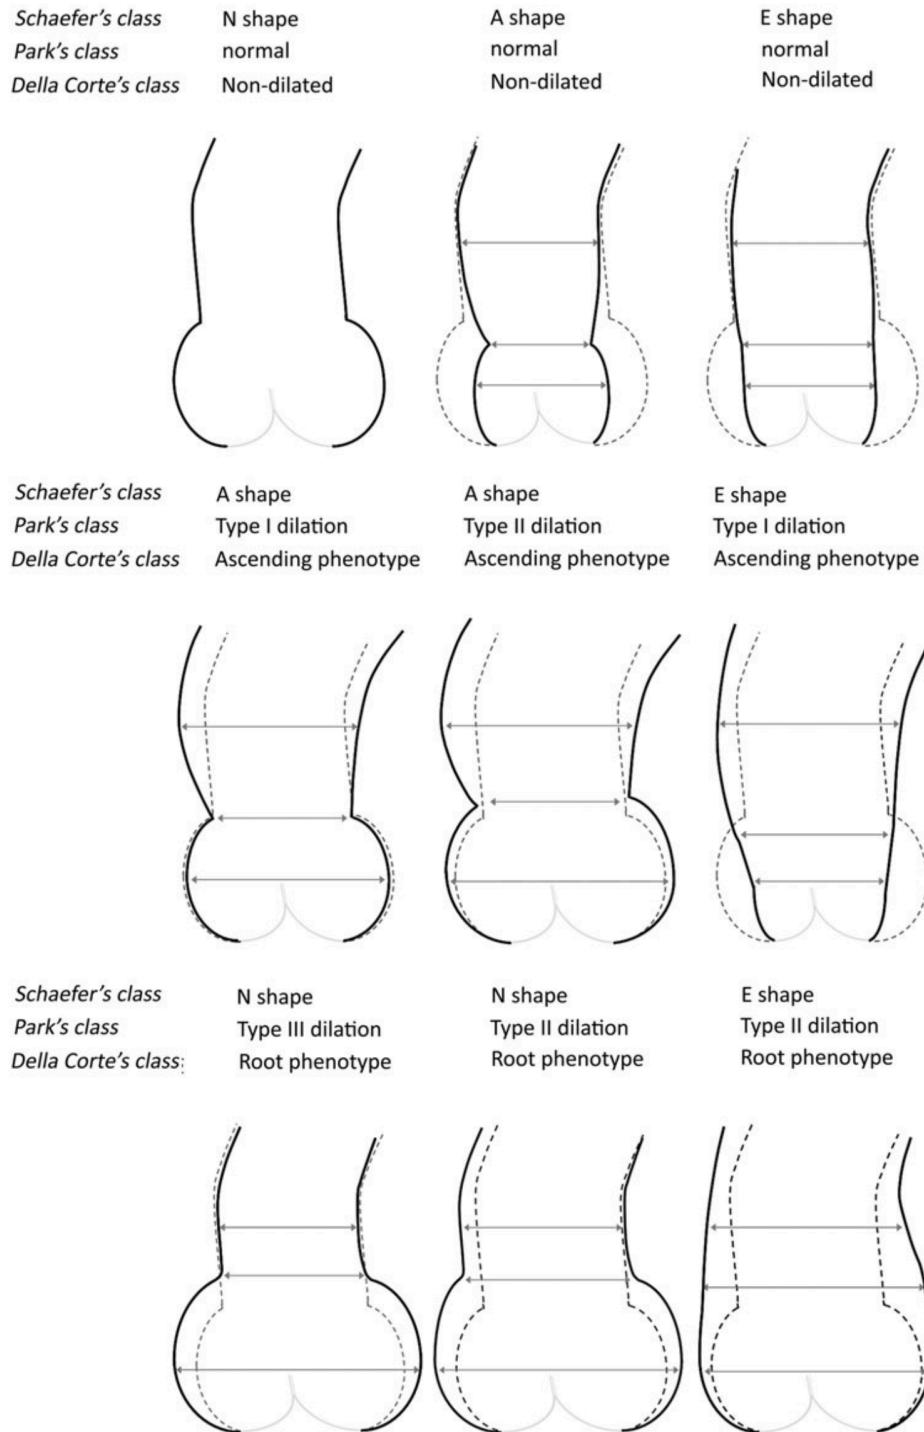 Schaefer's class N shape A shape E shape
Park's class normal normal normal
Della Corte's class Non-dilated Non-dilated Non-dilated
Schaefer's class A shape A shape E shape
Park's class Type I dilation Type II dilation Type I dilation
Della Corte's class Ascending phenotype Ascending phenotype Ascending phenotype
Schaefer's class N shape N shape E shape
Park's class Type III dilation Type II dilation Type II dilation
Della Corte's class: Root phenotype Root phenotype Root phenotype